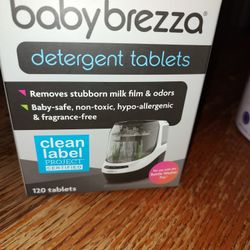 babybrezza®
detergent tablets
Removes stubborn milk film & odors
Baby-safe, non-toxic, hypo-allergenic
& fragrance-free
clean
label
PROJECT
CERTIFIED
120 tablets